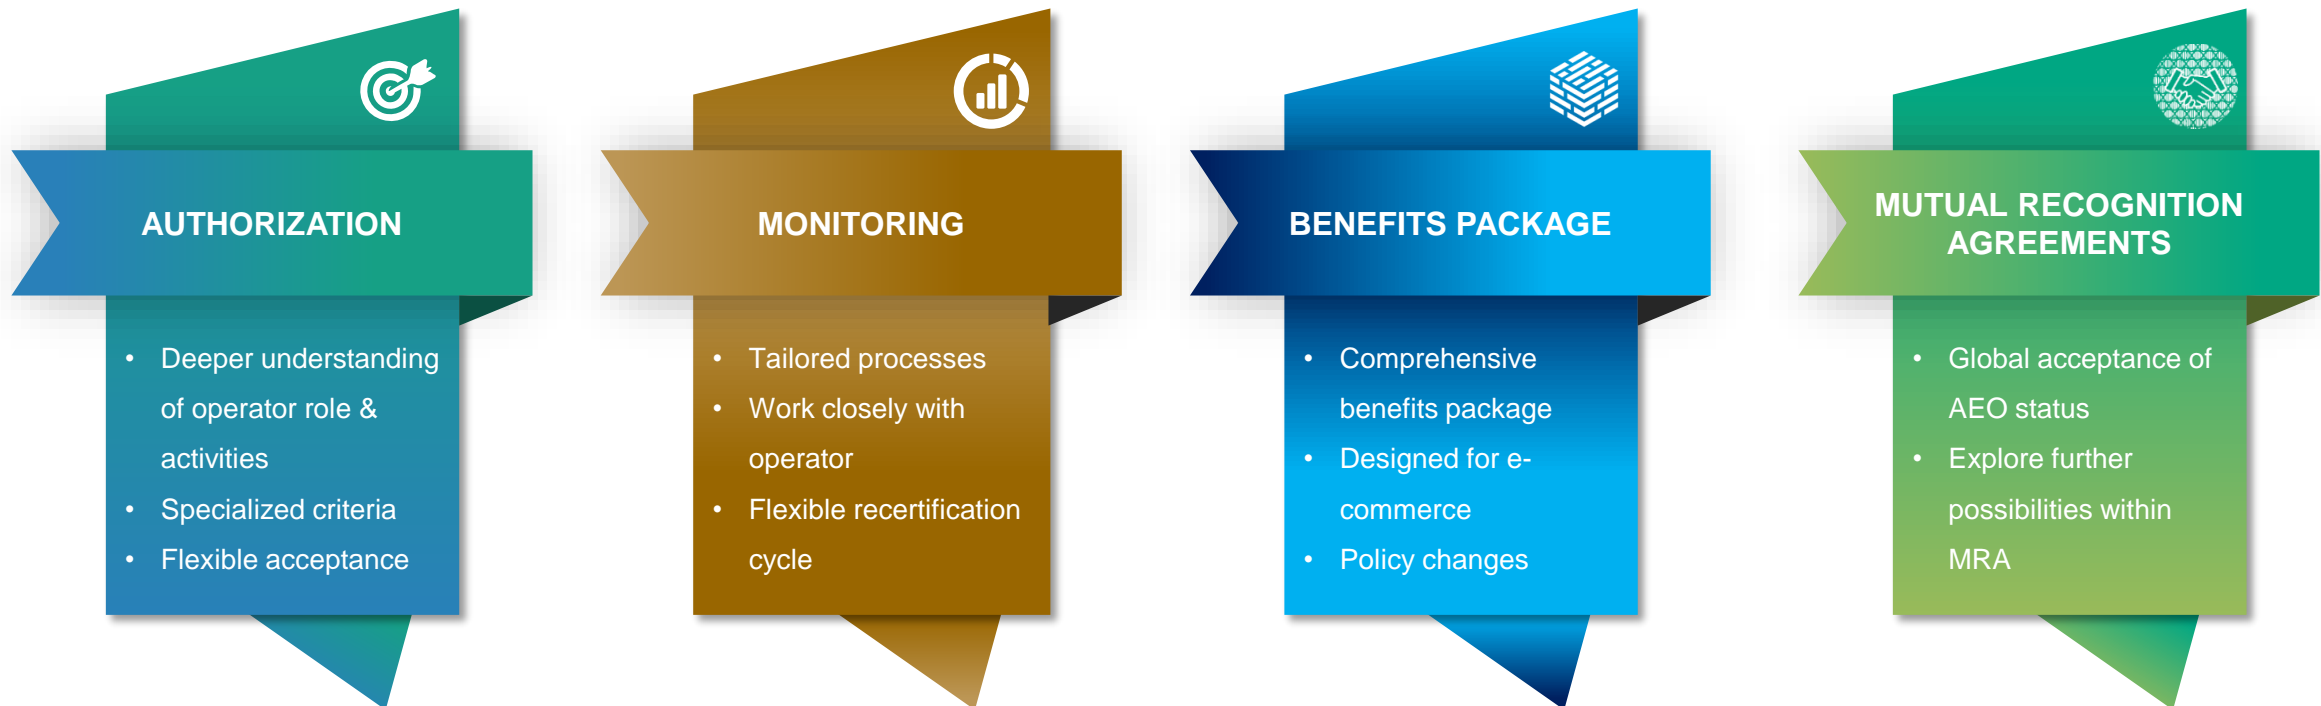 AUTHORIZATION
• Deeper understanding
of operator role &
activities
• Specialized criteria
• Flexible acceptance
MONITORING
• Tailored processes
• Work closely with
operator
• Flexible recertification
cycle
BENEFITS PACKAGE
• Comprehensive
benefits package
• Designed for e-
commerce
• Policy changes
MUTUAL RECOGNITION
AGREEMENTS
• Global acceptance of
AEO status
• Explore further
possibilities within
MRA